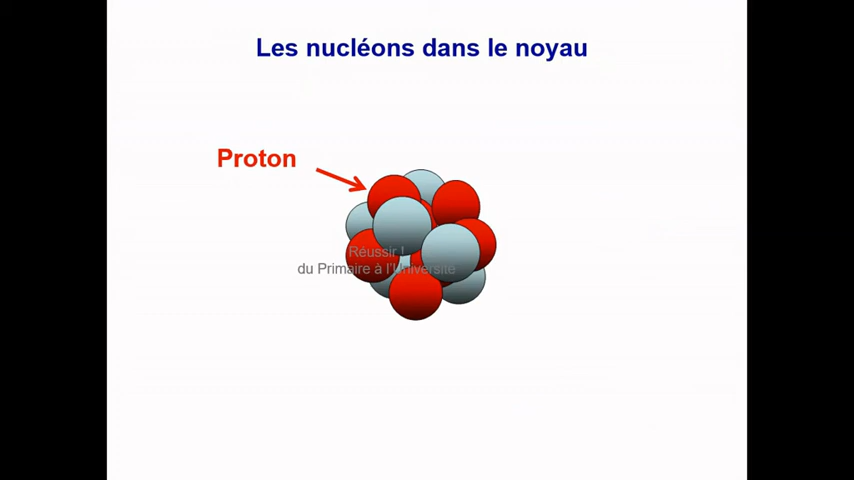 Les nucléons dans le noyau
Proton
Réussir !
du Primaire à l'Université